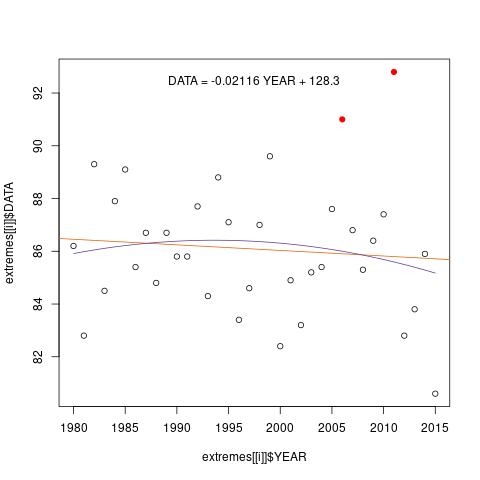 DATA = -0.02116 YEAR + 128.3
92
90
88
86
84
82
extremes[[i]]$DATA
1980 1985 1990 1995 2000 2005 2010 2015
extremes[[i]]$YEAR